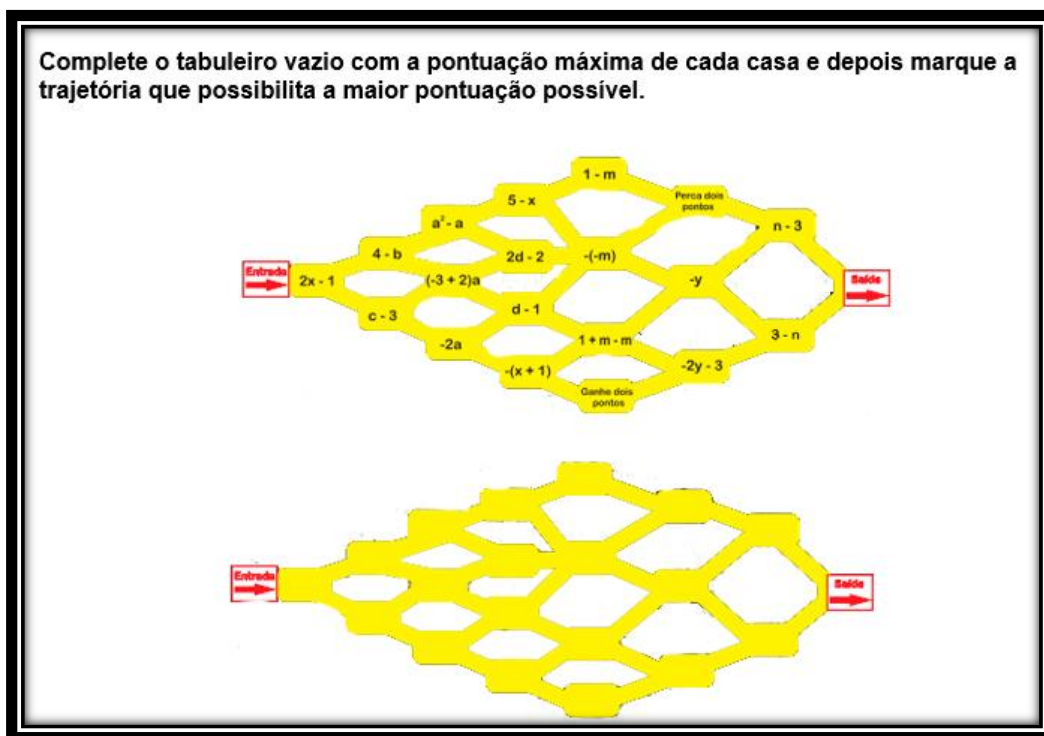 Complete o tabuleiro vazio com a pontuação máxima de cada casa e depois marque a
trajetória que possibilita a maior pontuação possível.
1 - m
5 - x
Perca dois
pontos
a² - a
n - 3
4 - b
2d - 2
-(-m)
Entrada
2x - 1
(-3 + 2)a
-y
Saída
c - 3
d - 1
-2a
1 + m - m
3 - n
-(x + 1)
-2y - 3
Ganhe dois
pontos
Entrada
Saída